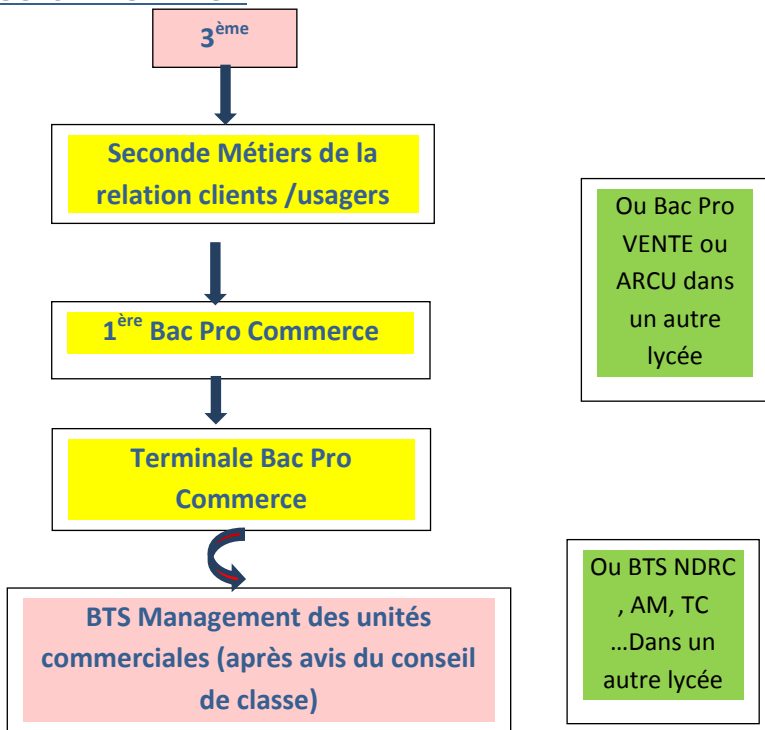 3ème
Seconde Métiers de la
relation clients /usagers
Ou Bac Pro
VENTE ou
ARCU dans
un autre
lycée
1ère Bac Pro Commerce
Terminale Bac Pro
Commerce
BTS Management des unités
commerciales (après avis du conseil
de classe)
Ou BTS NDRC
, AM, TC
...Dans un
autre lycée